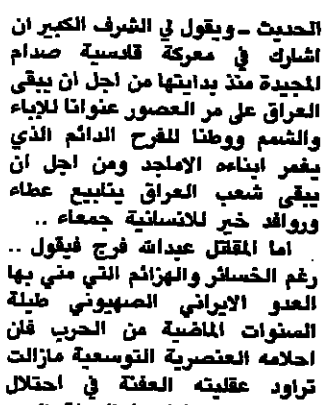 الحديث ـ ويقول لي الشرف الكبير ان
اشارك في معركة قادسية صدام
المجيدة منذ بدايتها من اجل ان يبقى
العراق على مر العصور عنوانا للاباء
والشمم ووطنا للفرح الدائم الذي
يغمر ابناءه الاماجد ومن اجل ان
يبقى شعب العراق ينابيع عطاء
وروافد خير للانسانية جمعاء ..
اما المقاتل عبدالله فرج فيقول ..
رغم الخسائر والهزائم التي مني بها
العدو الايراني الصهيوني طيلة
السنوات الماضية من الحرب فان
احلامه العنصرية التوسعية مازالت
تراود عقليته العفنة في احتلال